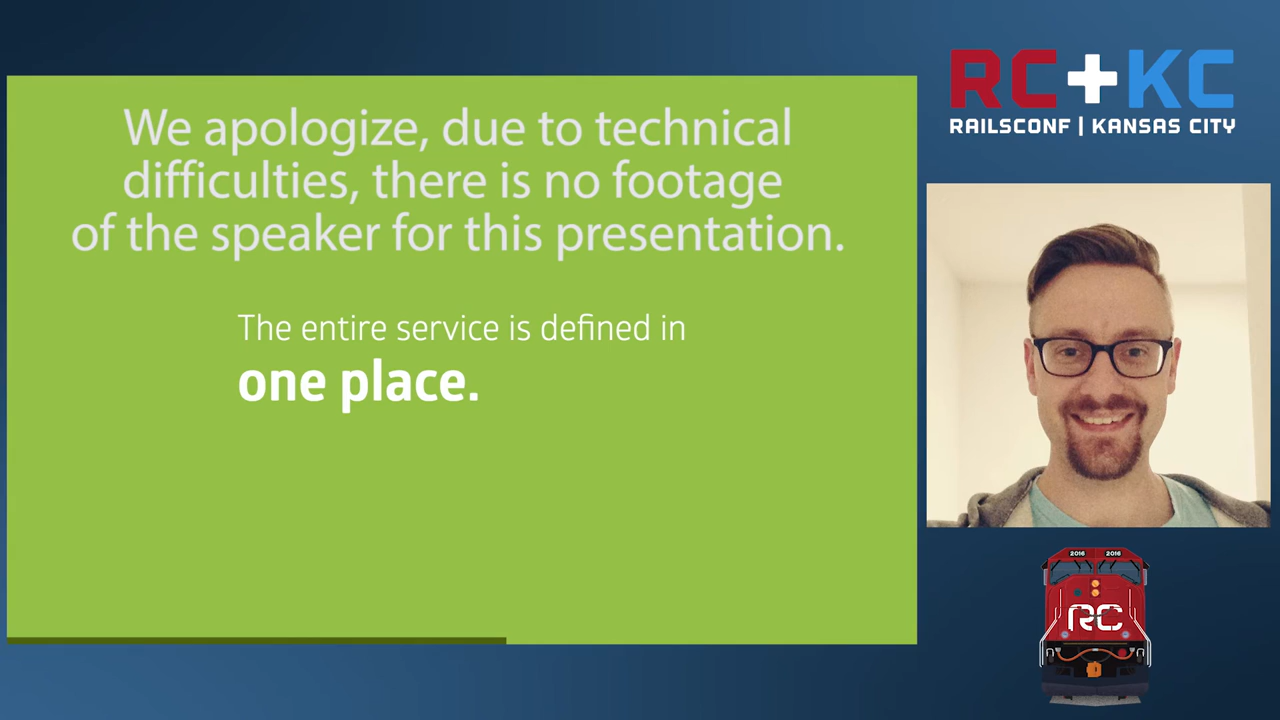 We apologize, due to technical
difficulties, there is no footage
of the speaker for this presentation.
The entire service is defined in
one place.
RC+KC
RAILSCONF | KANSAS CITY
2016 2016
RC